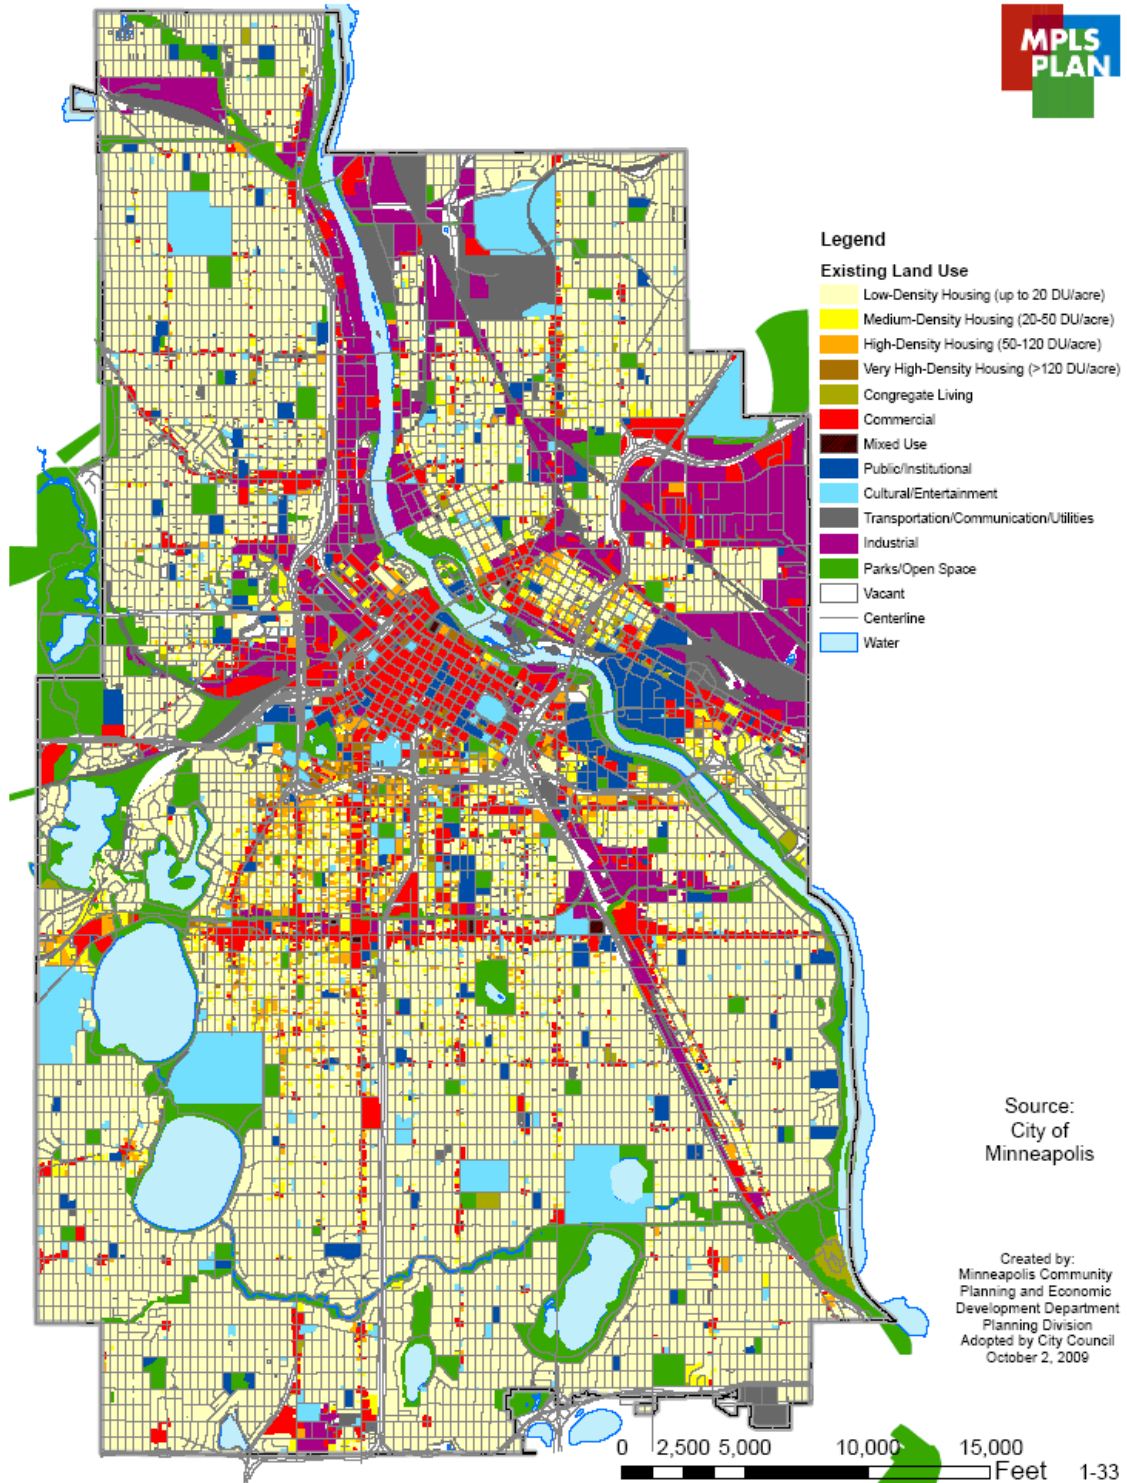 MPLS
PLAN
Legend
Existing Land Use
Low-Density Housing (up to 20 DU/acre)
Medium-Density Housing (20-50 DU/acre)
High-Density Housing (50-120 DU/acre)
Very High-Density Housing (>120 DU/acre)
Congregate Living
Commercial
Mixed Use
Public/Institutional
Cultural/Entertainment
Transportation/Communication/Utilities
Industrial
Parks/Open Space
Vacant
Centerline
Water
Source:
City of
Minneapolis
Created by:
Minneapolis Community
Planning and Economic
Development Department
Planning Division
Adopted by City Council
October 2, 2009
0 2,500 5,000 10,000 15,000
Feet 1-33